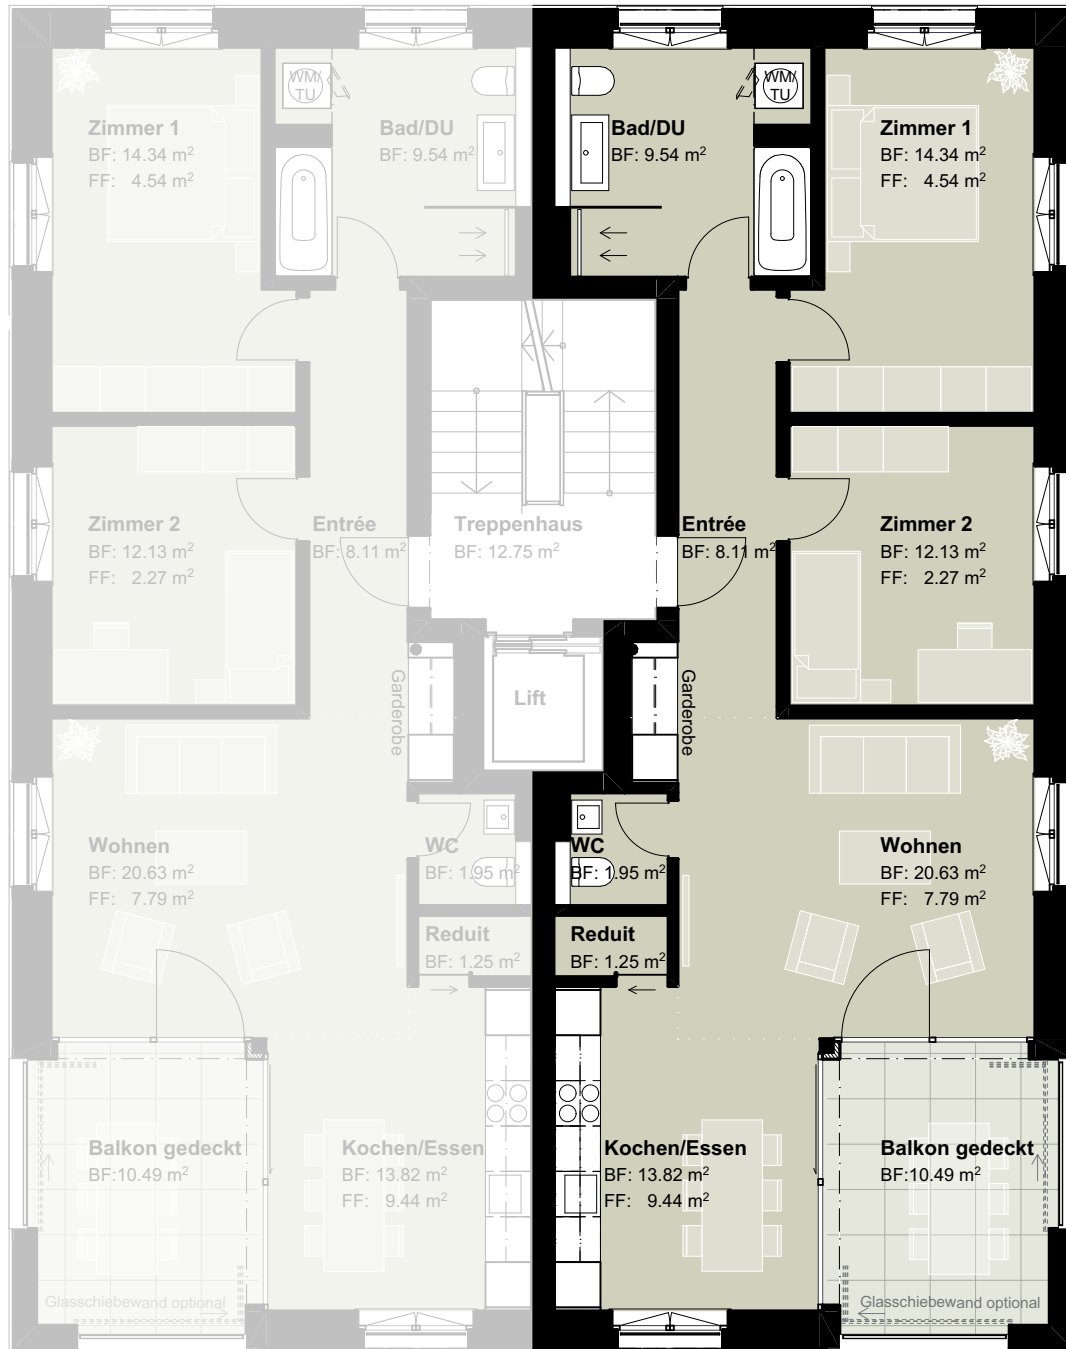 WM/
TU
WM/
TU
Zimmer 1
BF: 14.34 m²
FF: 4.54 m²
Bad/DU
BF: 9.54 m²
Bad/DU
BF: 9.54 m²
Zimmer 1
BF: 14.34 m²
FF: 4.54 m²
Zimmer 2
BF: 12.13 m²
FF: 2.27 m²
Entrée
BF: 8.11 m²
Treppenhaus
BF: 12.75 m²
Entrée
BF: 8.11 m²
Zimmer 2
BF: 12.13 m²
FF: 2.27 m²
Garderobe
Lift
Garderobe
Wohnen
BF: 20.63 m²
FF: 7.79 m²
WC
BF: 1.95 m²
WC
BF: 1.95 m²
Wohnen
BF: 20.63 m²
FF: 7.79 m²
Reduit
BF: 1.25 m²
Reduit
BF: 1.25 m²
Balkon gedeckt
BF:10.49 m²
Kochen/Essen
BF: 13.82 m²
FF: 9.44 m²
Kochen/Essen
BF: 13.82 m²
FF: 9.44 m²
Balkon gedeckt
BF:10.49 m²
Glasschiebewand optional
Glasschiebewand optional